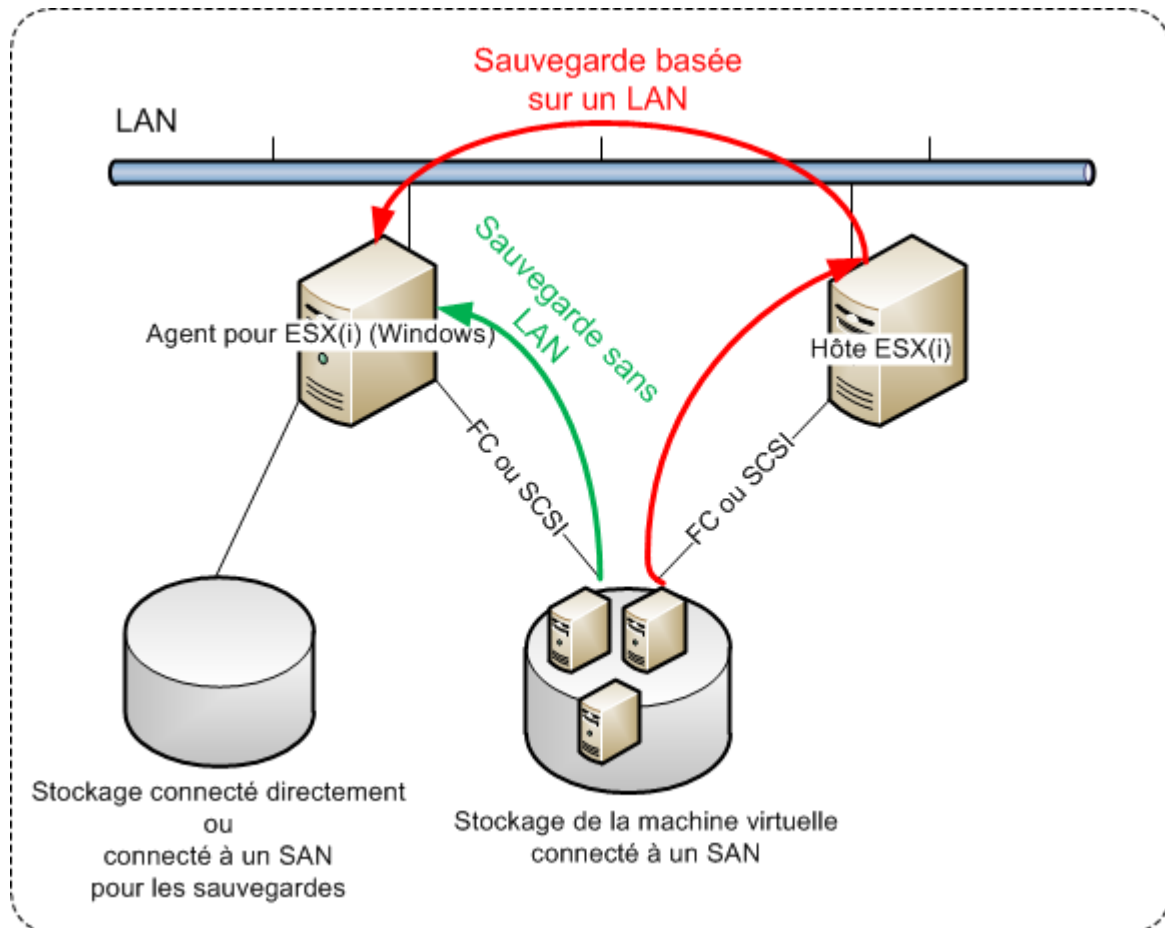 Sauvegarde basée
sur un LAN
LAN
Sauvegarde sans
LAN
Agent pour ESX(i) (Windows)
Hôte ESX(i)
FC ou SCSI
FC ou SCSI
Stockage connecté directement
ou
connecté à un SAN
pour les sauvegardes
Stockage de la machine virtuelle
connecté à un SAN